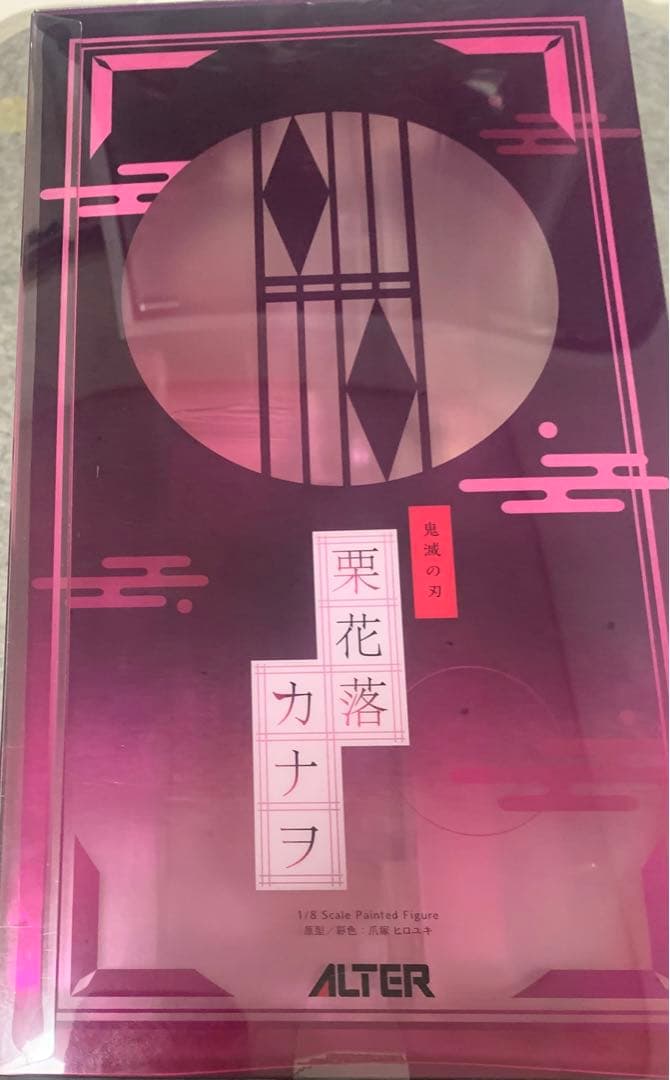 鬼滅の刃
栗花落
カナヲ
1/8 Scale Painted Figure
原型／彩色：爪塚ヒロユキ
ALTER